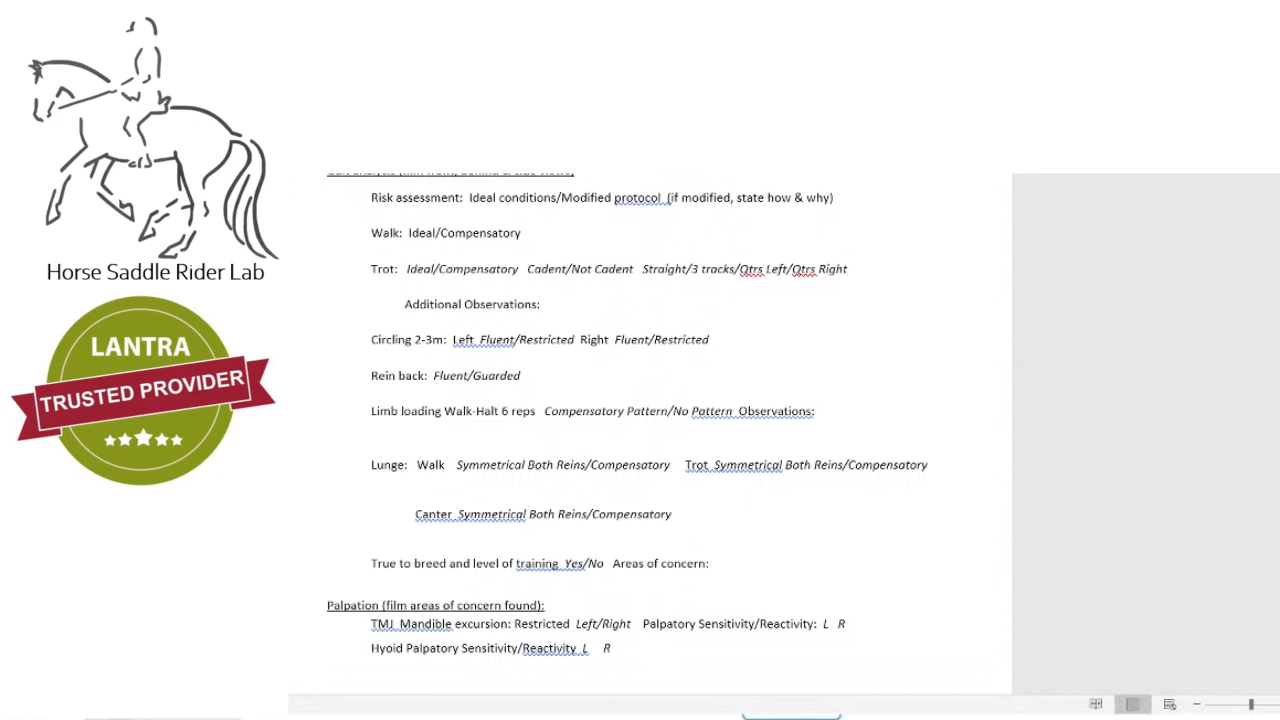 Risk assessment: Ideal conditions/Modified protocol (if modified, state how & why)
Walk: Ideal/Compensatory
Trot: Ideal/Compensatory Cadent/Not Cadent Straight/3 tracks/Qtrs Left/Qtrs Right
Additional Observations:
Circling 2-3m: Left Fluent/Restricted Right Fluent/Restricted
Rein back: Fluent/Guarded
Limb loading Walk-Halt 6 reps Compensatory Pattern/No Pattern Observations:
Lunge: Walk Symmetrical Both Reins/Compensatory Trot Symmetrical Both Reins/Compensatory
Canter Symmetrical Both Reins/Compensatory
True to breed and level of training Yes/No Areas of concern:
Palpation (film areas of concern found):
TMJ Mandible excursion: Restricted Left/Right Palpatory Sensitivity/Reactivity: L R
Hyoid Palpatory Sensitivity/Reactivity L R
Horse Saddle Rider Lab
LANTRA
TRUSTED PROVIDER